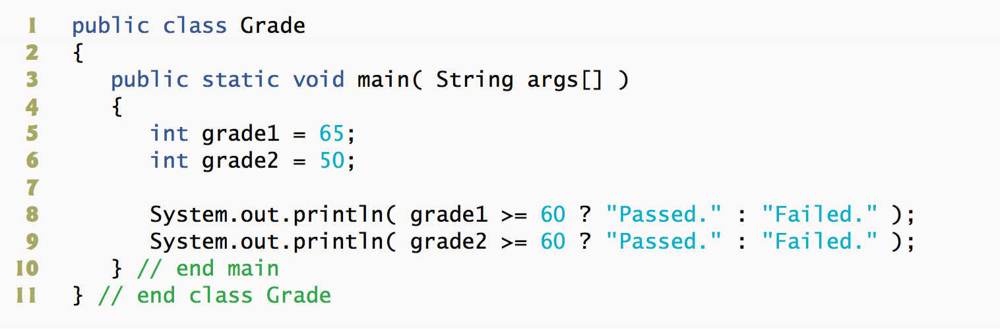 1 public class Grade
2 {
3    public static void main( String args[] )
4    {
5       int grade1 = 65;
6       int grade2 = 50;
7
8       System.out.println( grade1 >= 60 ? "Passed." : "Failed." );
9       System.out.println( grade2 >= 60 ? "Passed." : "Failed." );
10    } // end main
11 } // end class Grade